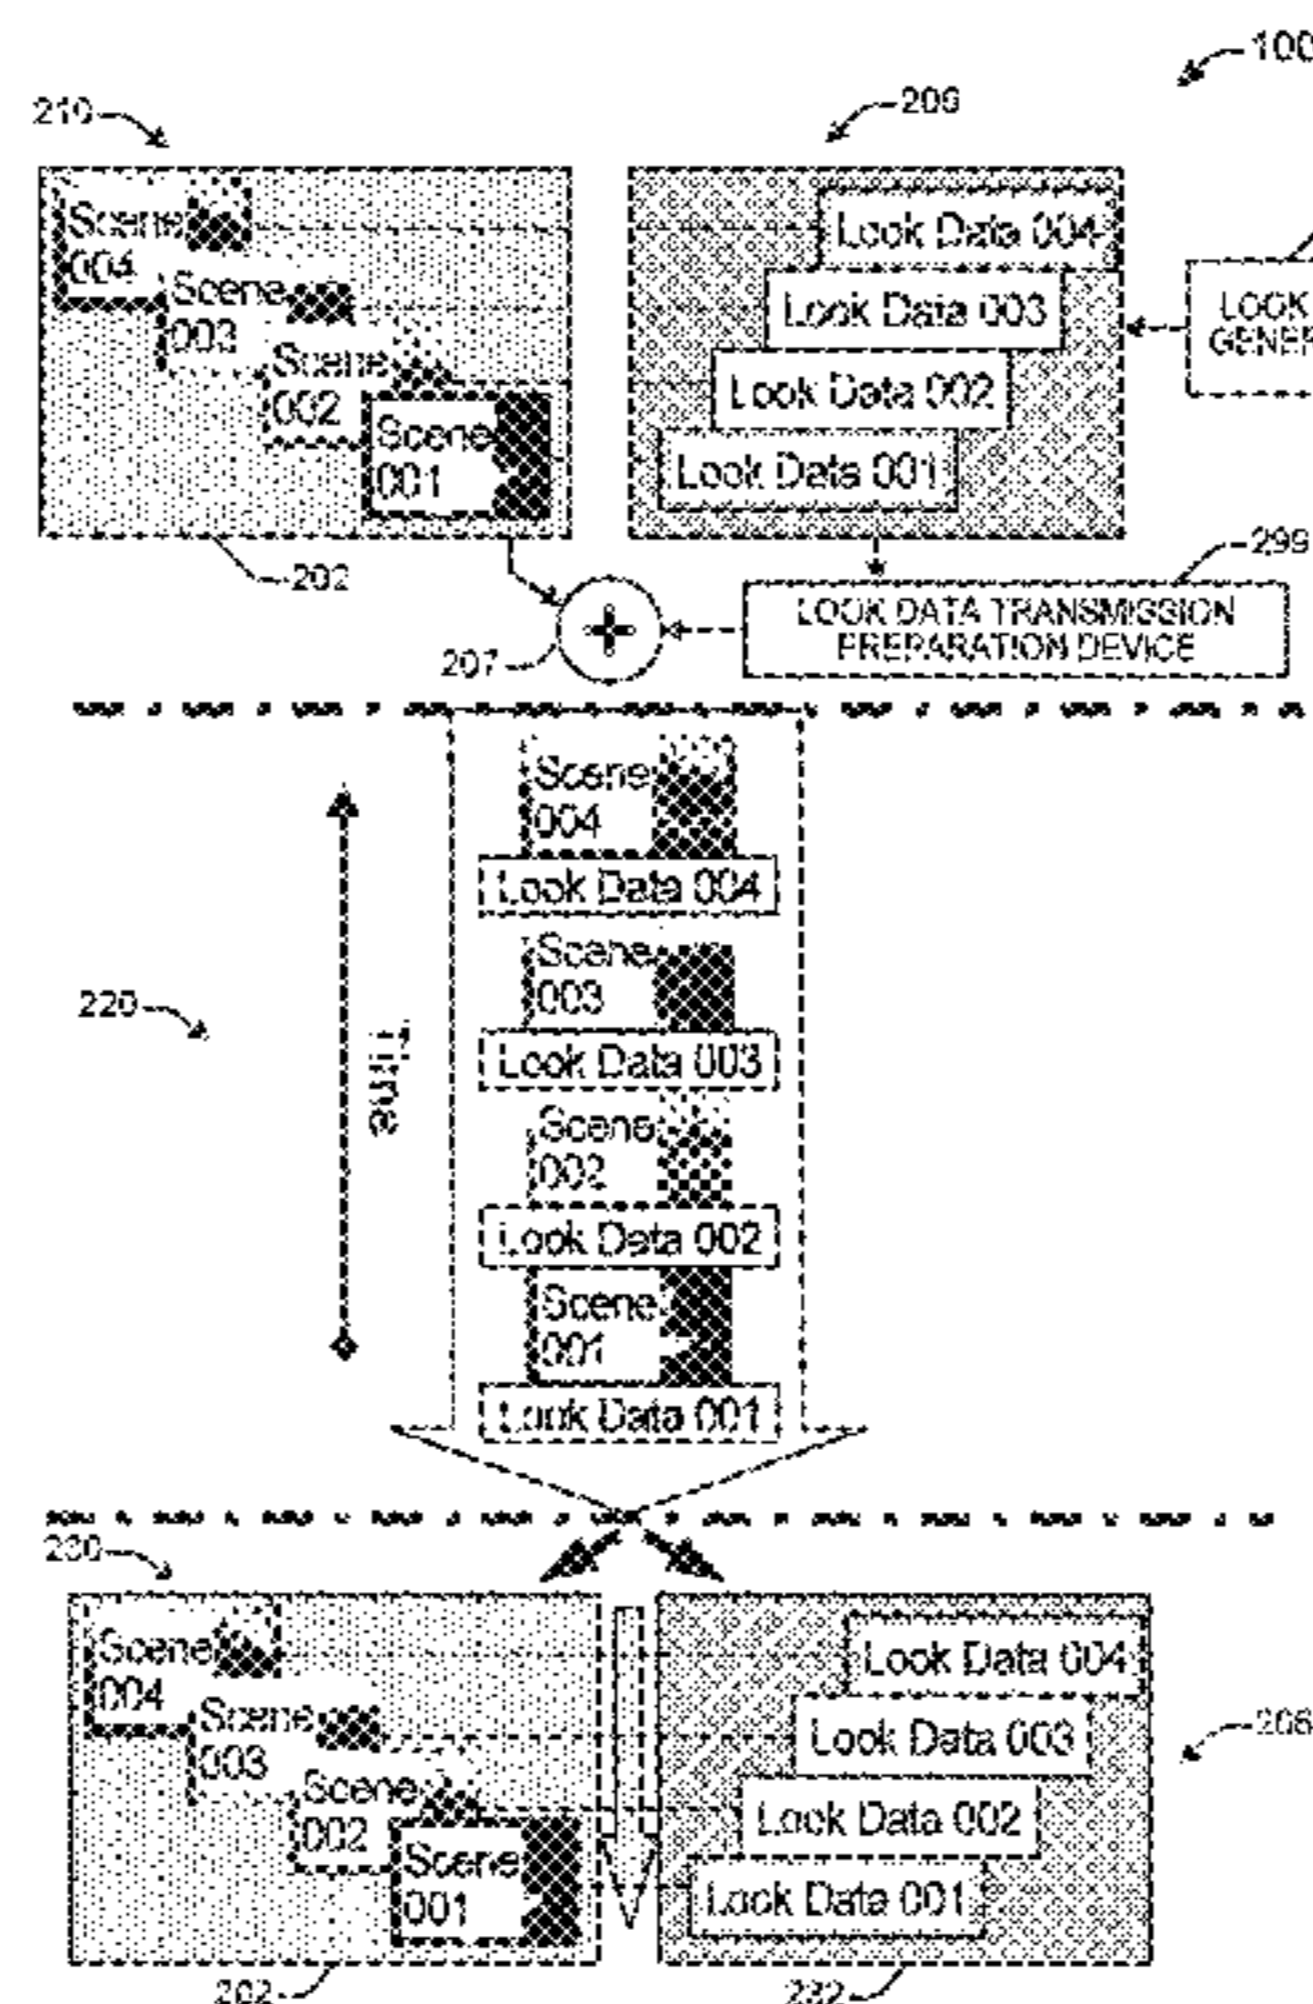 100
210
Scene
004
Scene
003
Scene
002
Scene
001
202
Look Data 004
Look Data 003
Look Data 002
Look Data 001
LOOK
GENER
299
LOOK DATA TRANSMISSION
PREPARATION DEVICE
207
Scene
004
Look Data 004
Scene
003
Look Data 003
Scene
002
Look Data 002
Scene
001
Look Data 001
220
Time
Scene
004
Scene
003
Scene
002
Scene
001
202
Look Data 004
Look Data 003
Look Data 002
Look Data 001
232